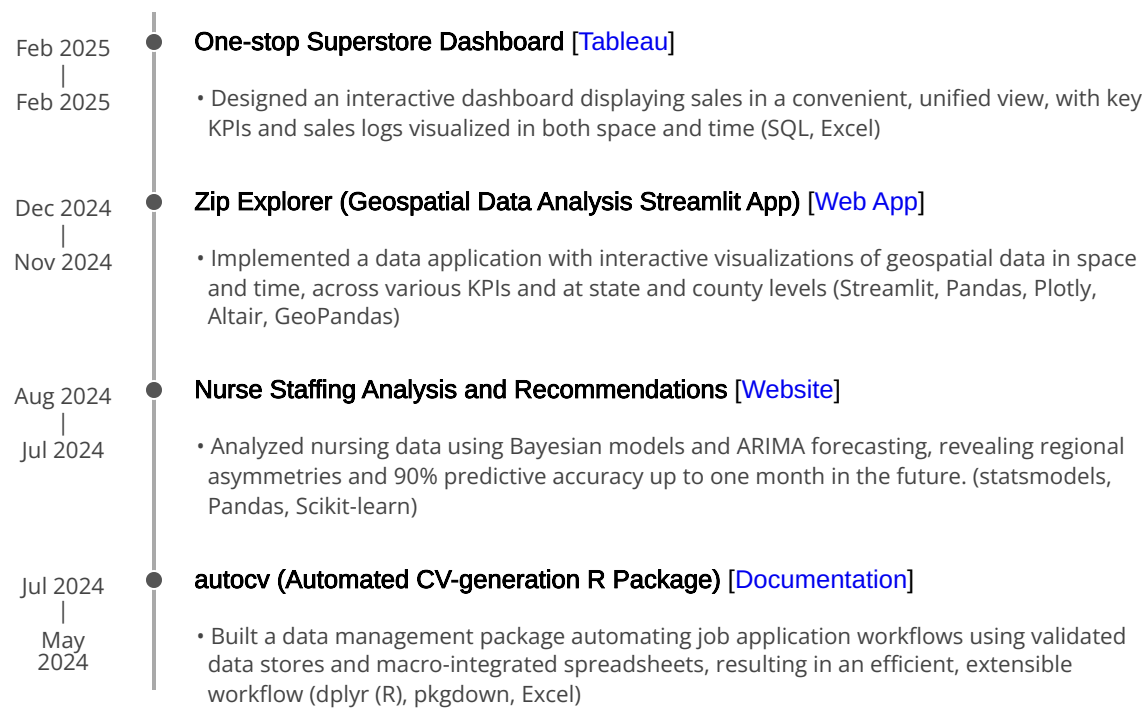 Feb 2025
|
Feb 2025
One-stop Superstore Dashboard [Tableau]
• Designed an interactive dashboard displaying sales in a convenient, unified view, with key
KPIs and sales logs visualized in both space and time (SQL, Excel)
Dec 2024
|
Nov 2024
Zip Explorer (Geospatial Data Analysis Streamlit App) [Web App]
• Implemented a data application with interactive visualizations of geospatial data in space
and time, across various KPIs and at state and county levels (Streamlit, Pandas, Plotly,
Altair, GeoPandas)
Aug 2024
|
Jul 2024
Nurse Staffing Analysis and Recommendations [Website]
• Analyzed nursing data using Bayesian models and ARIMA forecasting, revealing regional
asymmetries and 90% predictive accuracy up to one month in the future. (statsmodels,
Pandas, Scikit-learn)
Jul 2024
|
May
2024
autocv (Automated CV-generation R Package) [Documentation]
• Built a data management package automating job application workflows using validated
data stores and macro-integrated spreadsheets, resulting in an efficient, extensible
workflow (dplyr (R), pkgdown, Excel)